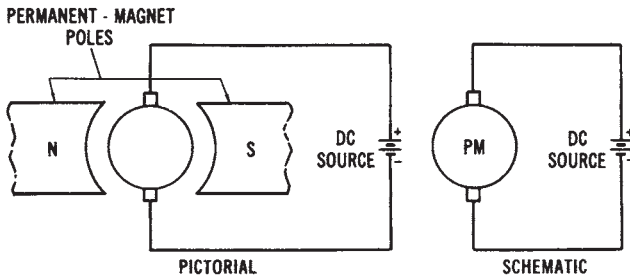 PERMANENT - MAGNET
POLES
N
S
DC
SOURCE
+
-
PICTORIAL
PM
DC
SOURCE
+
-
SCHEMATIC